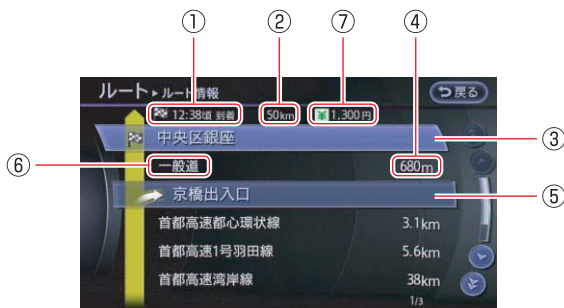 ① ② ⑦ ④
ルート▶ルート情報 戻る
12:38頃 到着 50km 1,300円
中央区銀座 ③
⑥ 一般道 680m
京橋出入口 ⑤
首都高速都心環状線 3.1km
首都高速1号羽田線 5.6km
首都高速湾岸線 38km
1/3